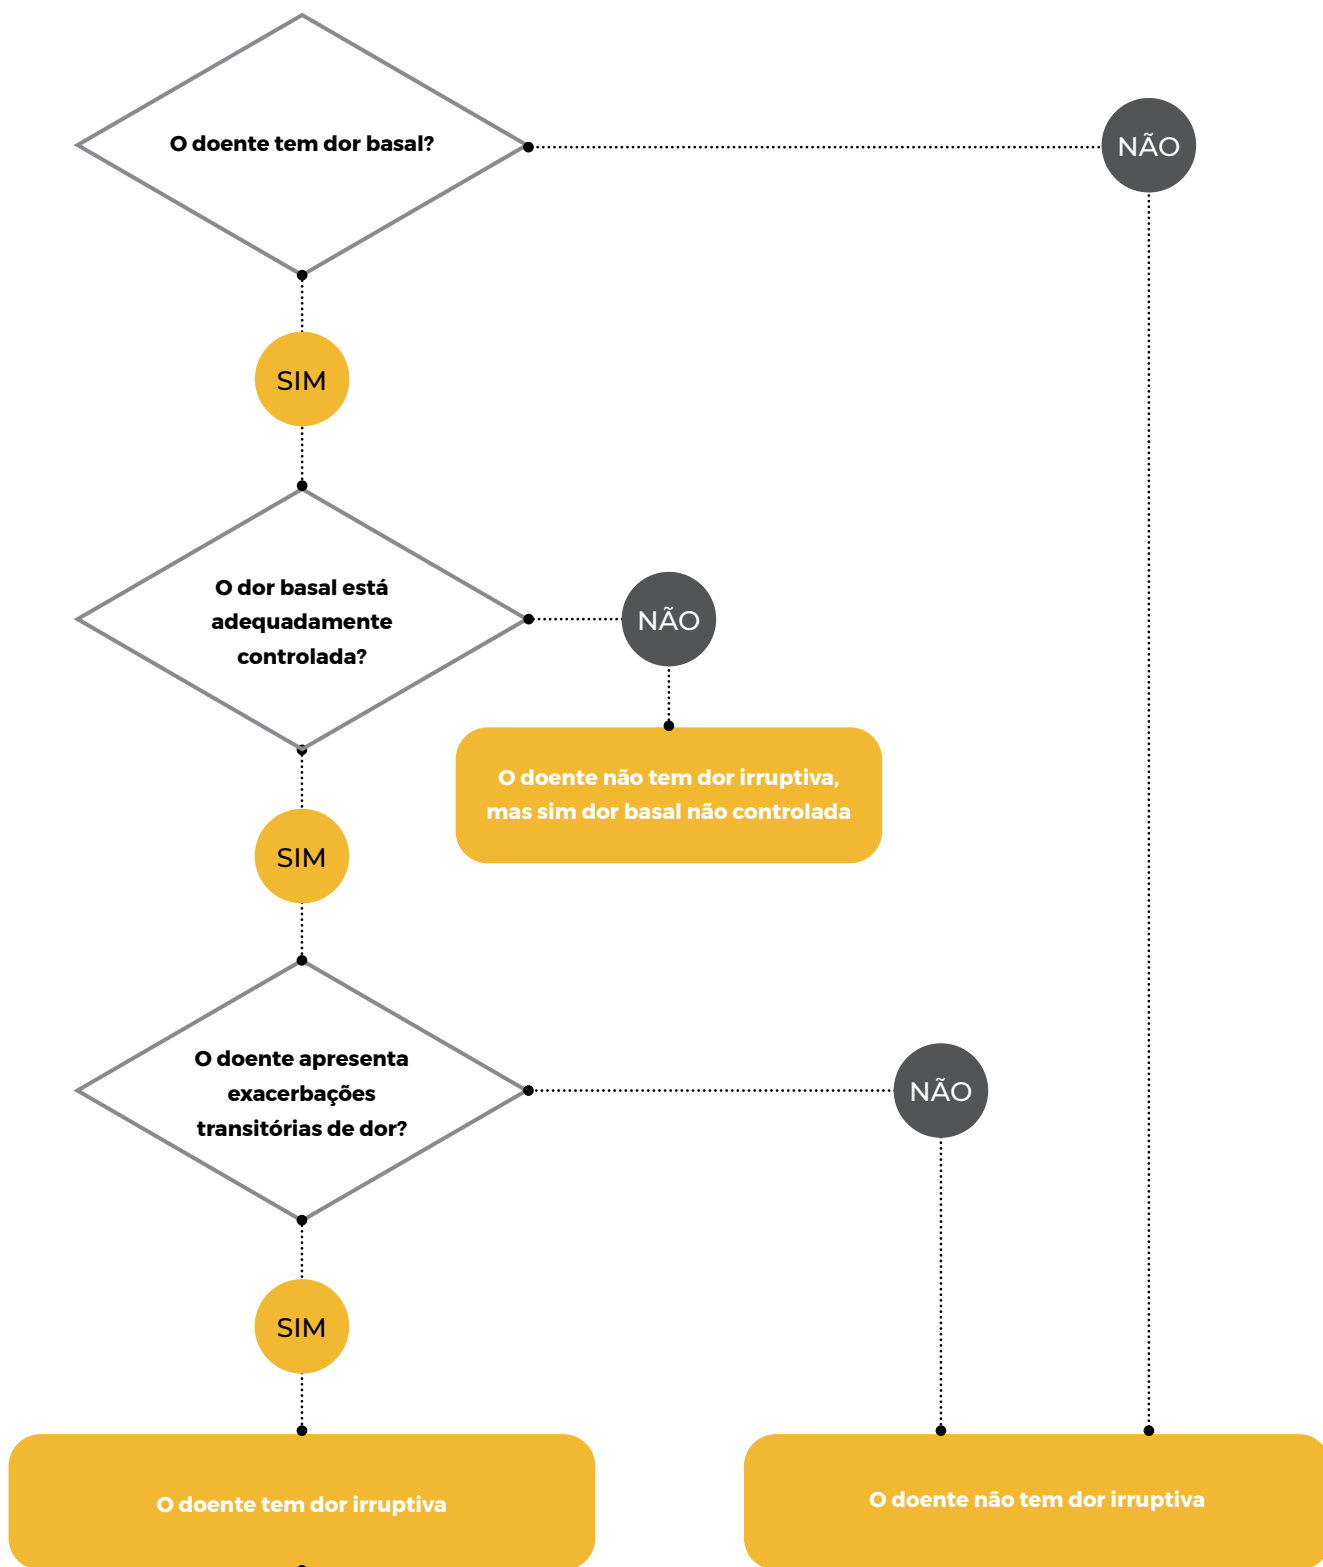 O doente tem dor basal?
NÃO
SIM
O dor basal está
adequadamente
controlada?
NÃO
O doente não tem dor irruptiva,
mas sim dor basal não controlada
SIM
O doente apresenta
exacerbações
transitórias de dor?
NÃO
SIM
O doente tem dor irruptiva
O doente não tem dor irruptiva